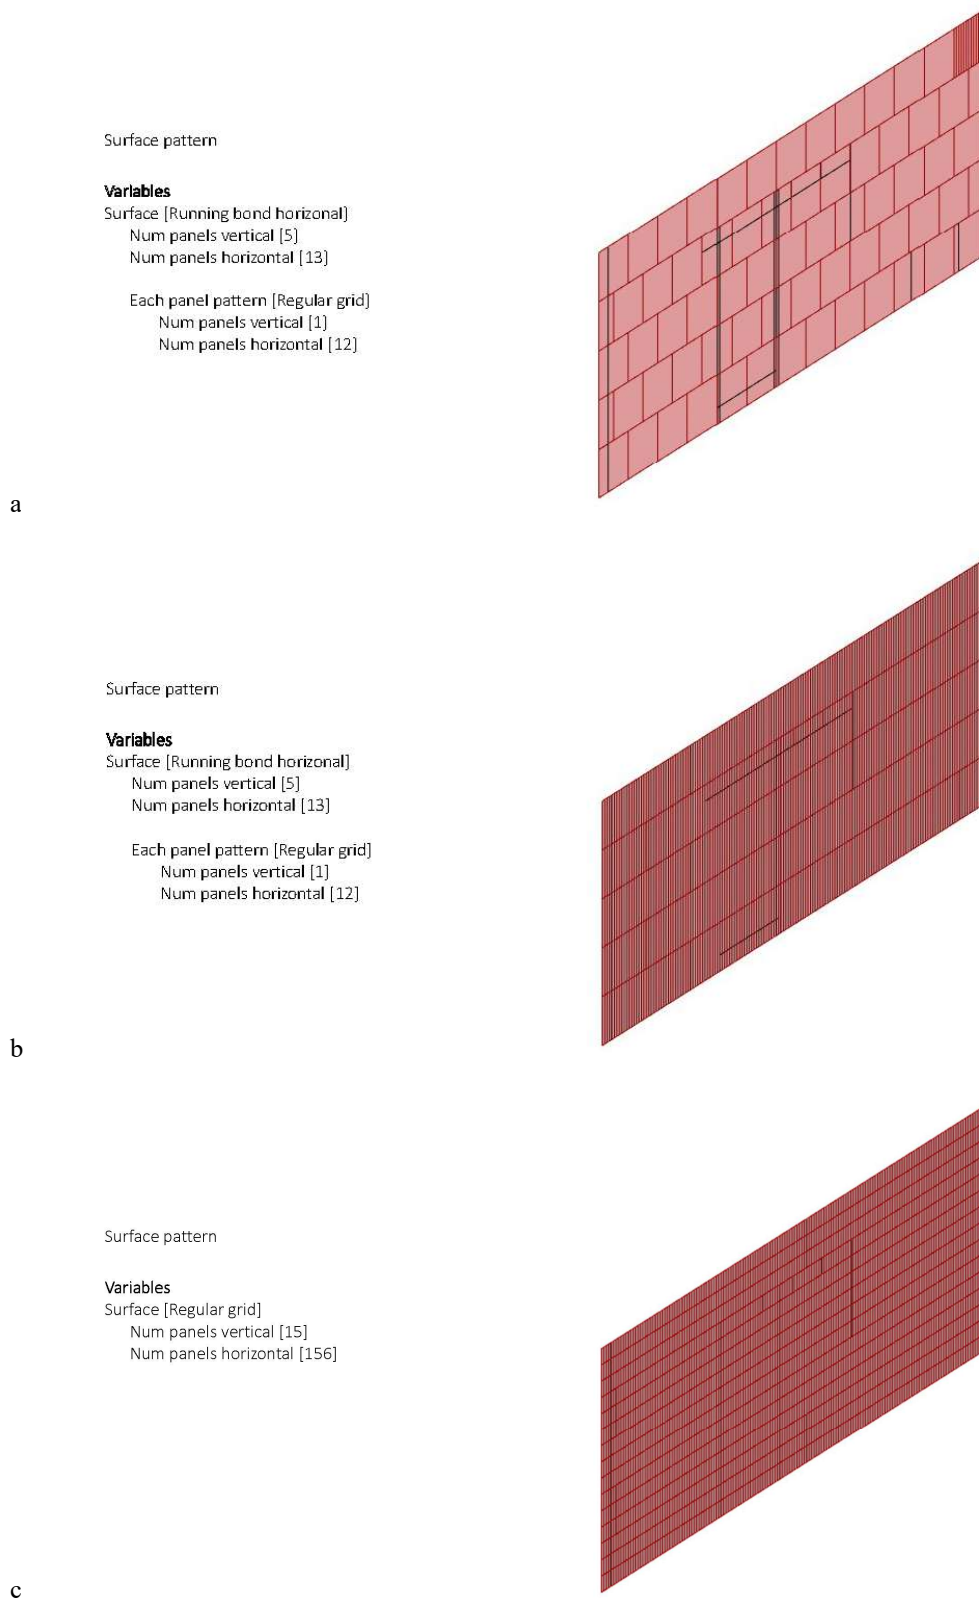 Surface pattern
Variables
Surface [Running bond horizonal]
Num panels vertical [5]
Num panels horizontal [13]
Each panel pattern [Regular grid]
Num panels vertical [1]
Num panels horizontal [12]
a
Surface pattern
Variables
Surface [Running bond horizonal]
Num panels vertical [5]
Num panels horizontal [13]
Each panel pattern [Regular grid]
Num panels vertical [1]
Num panels horizontal [12]
b
Surface pattern
Variables
Surface [Regular grid]
Num panels vertical [15]
Num panels horizontal [156]
c